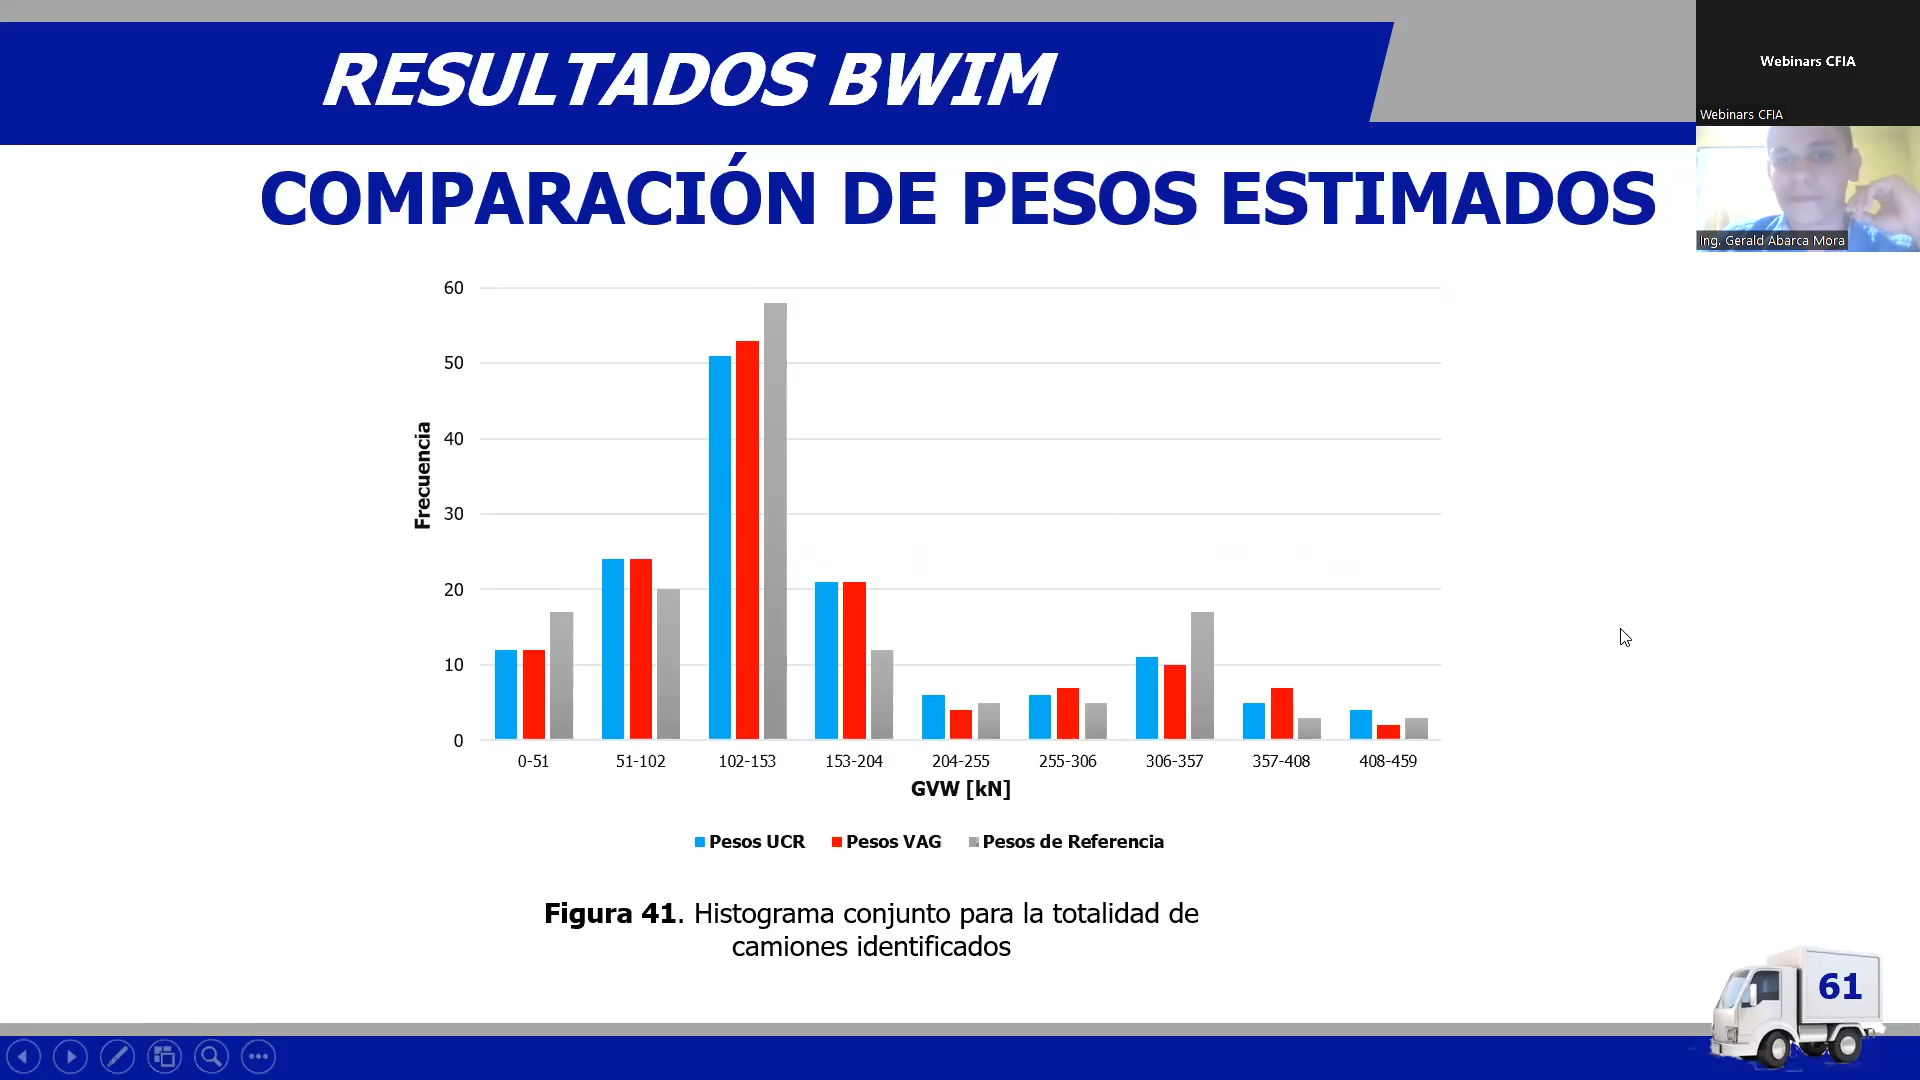 RESULTADOS BWIM
Webinars CFIA
Webinars CFIA
Ing. Gerald Abarca Mora
COMPARACIÓN DE PESOS ESTIMADOS
60
50
40
30
20
10
0
Frecuencia
0-51 51-102 102-153 153-204 204-255 255-306 306-357 357-408 408-459
GVW [kN]
Pesos UCR Pesos VAG Pesos de Referencia
Figura 41. Histograma conjunto para la totalidad de
camiones identificados
61